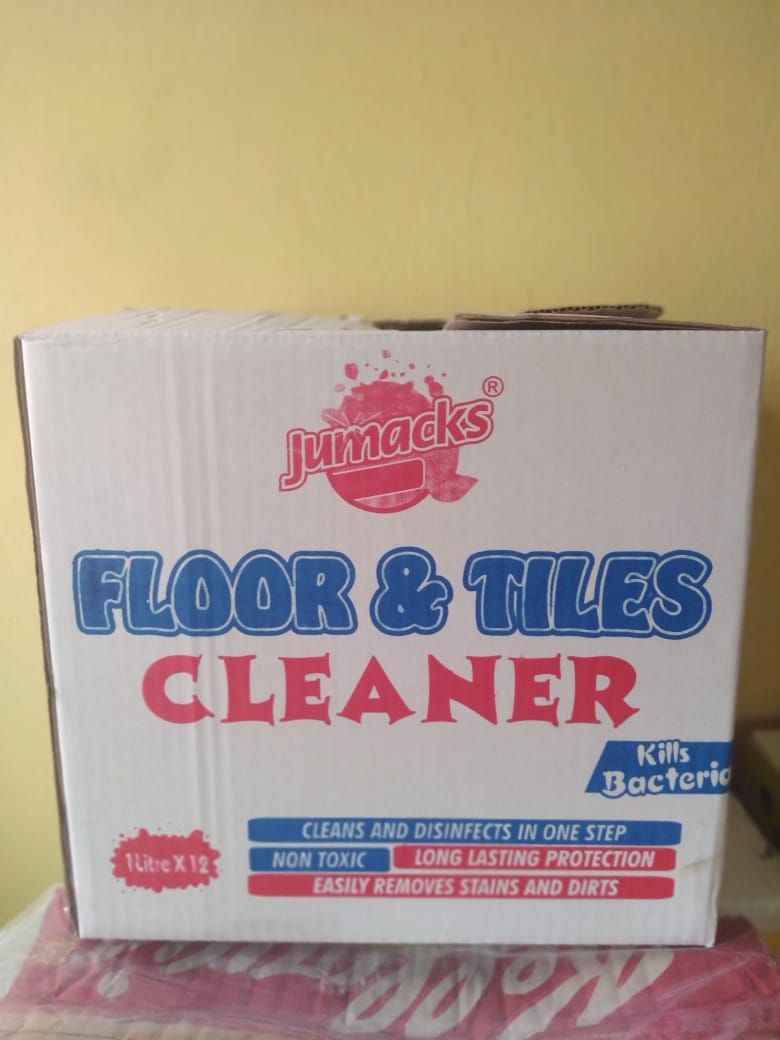 Jumacks®
FLOOR & TILES
CLEANER
Kills
Bacteria
CLEANS AND DISINFECTS IN ONE STEP
1Litre X 12
NON TOXIC
LONG LASTING PROTECTION
EASILY REMOVES STAINS AND DIRTS